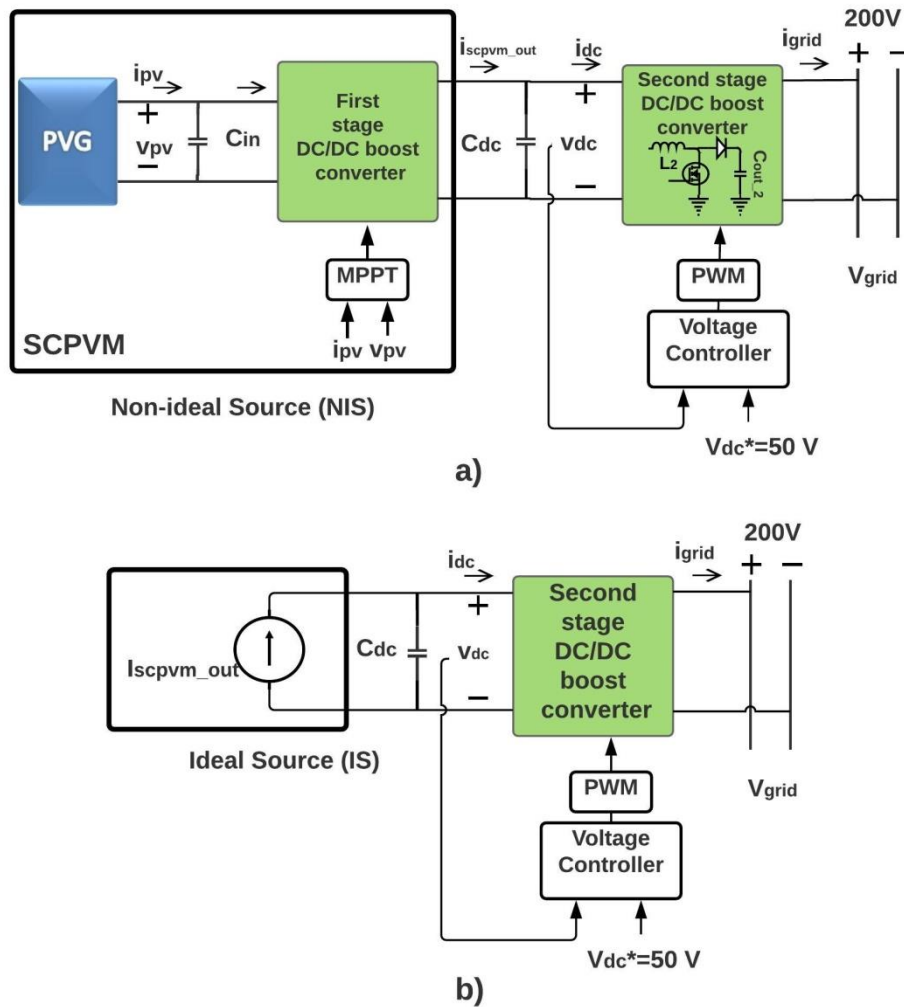 200V
iscpvm_out
idc
igrid
+ −
ipv
PVG
+
vpv
−
Cin
First
stage
DC/DC boost
converter
Cdc
+
vdc
−
Second stage
DC/DC boost
converter
L2
Cout_2
MPPT
ipv vpv
SCPVM
PWM
Voltage
Controller
Vgrid
Non-ideal Source (NIS)
Vdc*=50 V
a)
200V
idc
igrid
+ −
Iscpvm_out
Cdc
+
vdc
−
Second
stage
DC/DC
boost
converter
Ideal Source (IS)
PWM
Vgrid
Voltage
Controller
Vdc*=50 V
b)